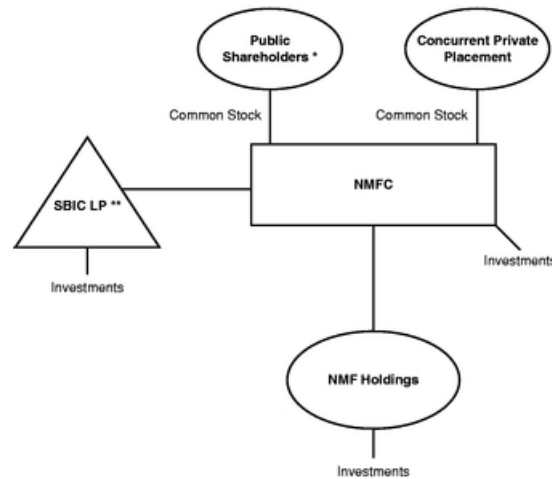 Public
Shareholders *
Concurrent Private
Placement
Common Stock
Common Stock
NMFC
SBIC LP **
Investments
Investments
NMF Holdings
Investments